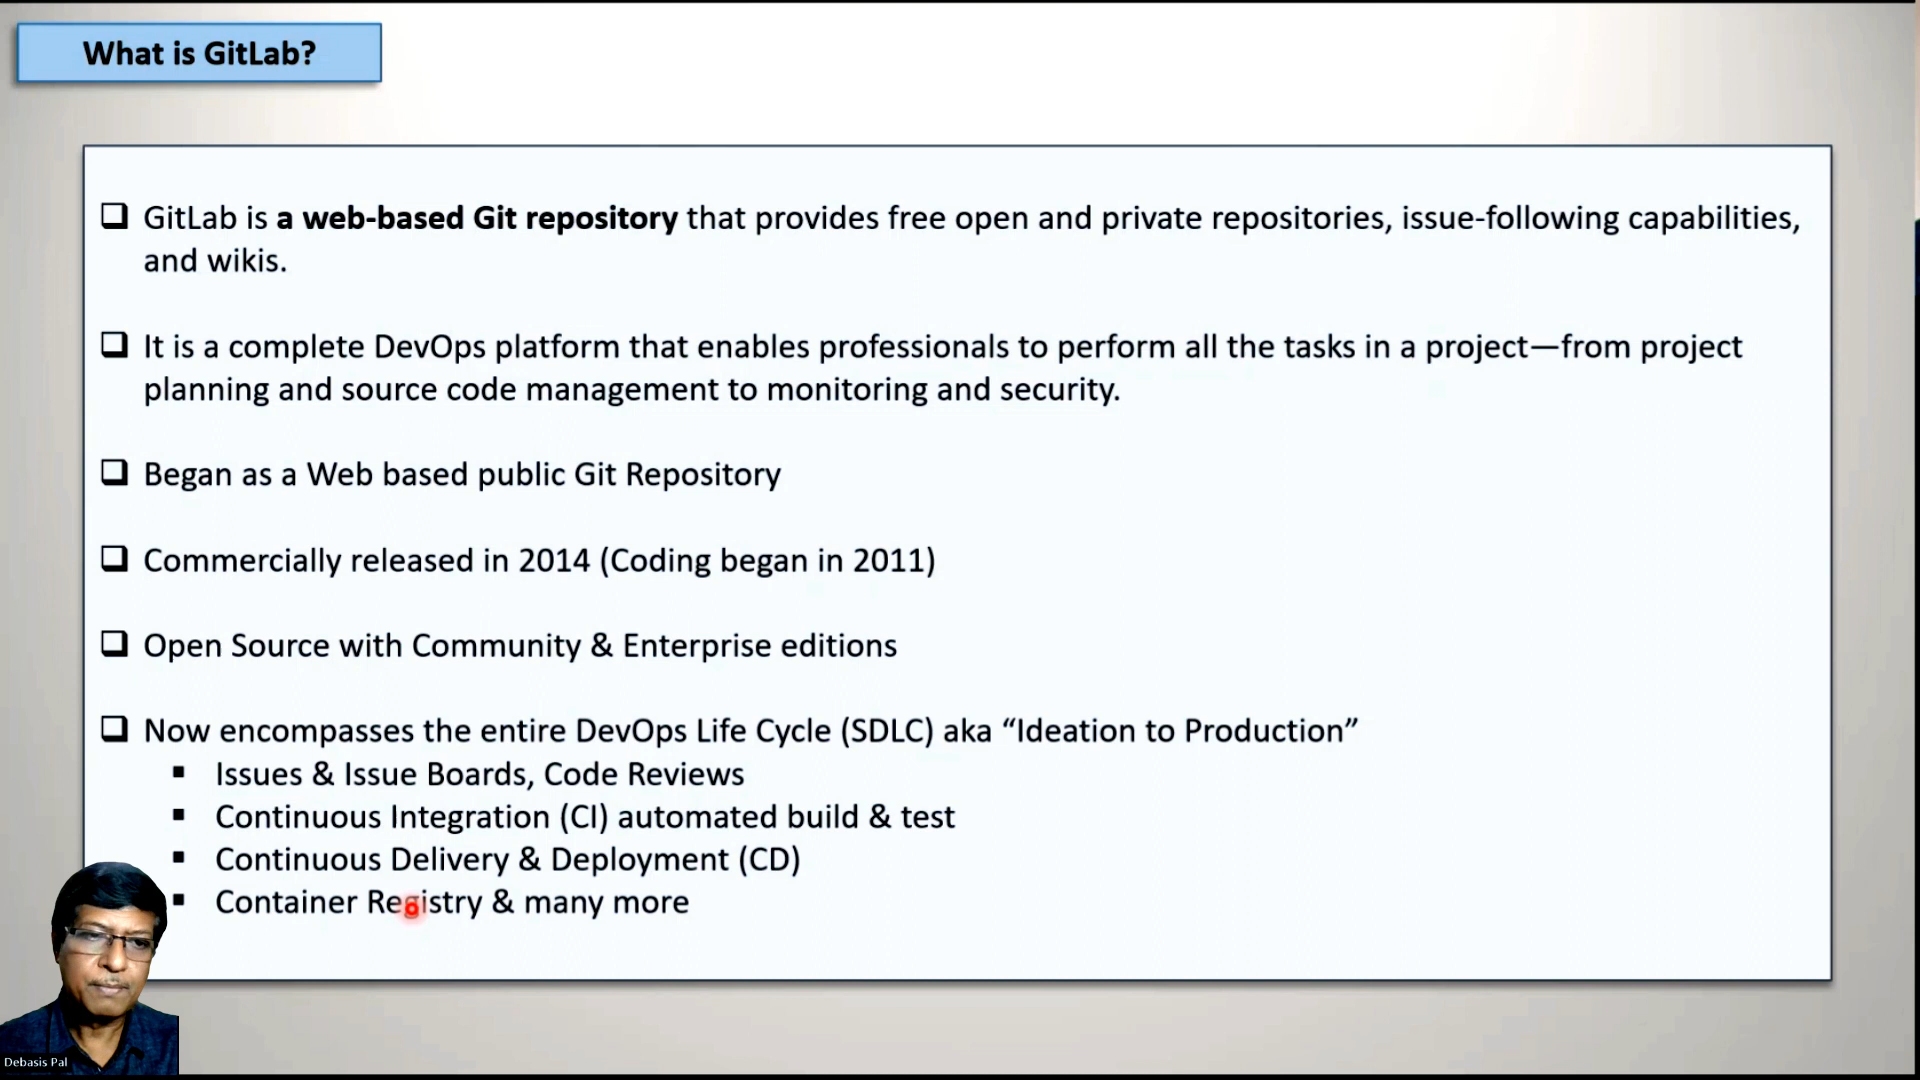 What is GitLab?
GitLab is a web-based Git repository that provides free open and private repositories, issue-following capabilities,
and wikis.
It is a complete DevOps platform that enables professionals to perform all the tasks in a project—from project
planning and source code management to monitoring and security.
Began as a Web based public Git Repository
Commercially released in 2014 (Coding began in 2011)
Open Source with Community & Enterprise editions
Now encompasses the entire DevOps Life Cycle (SDLC) aka “Ideation to Production”
Issues & Issue Boards, Code Reviews
Continuous Integration (CI) automated build & test
Continuous Delivery & Deployment (CD)
Container Registry & many more
Debasis Pal